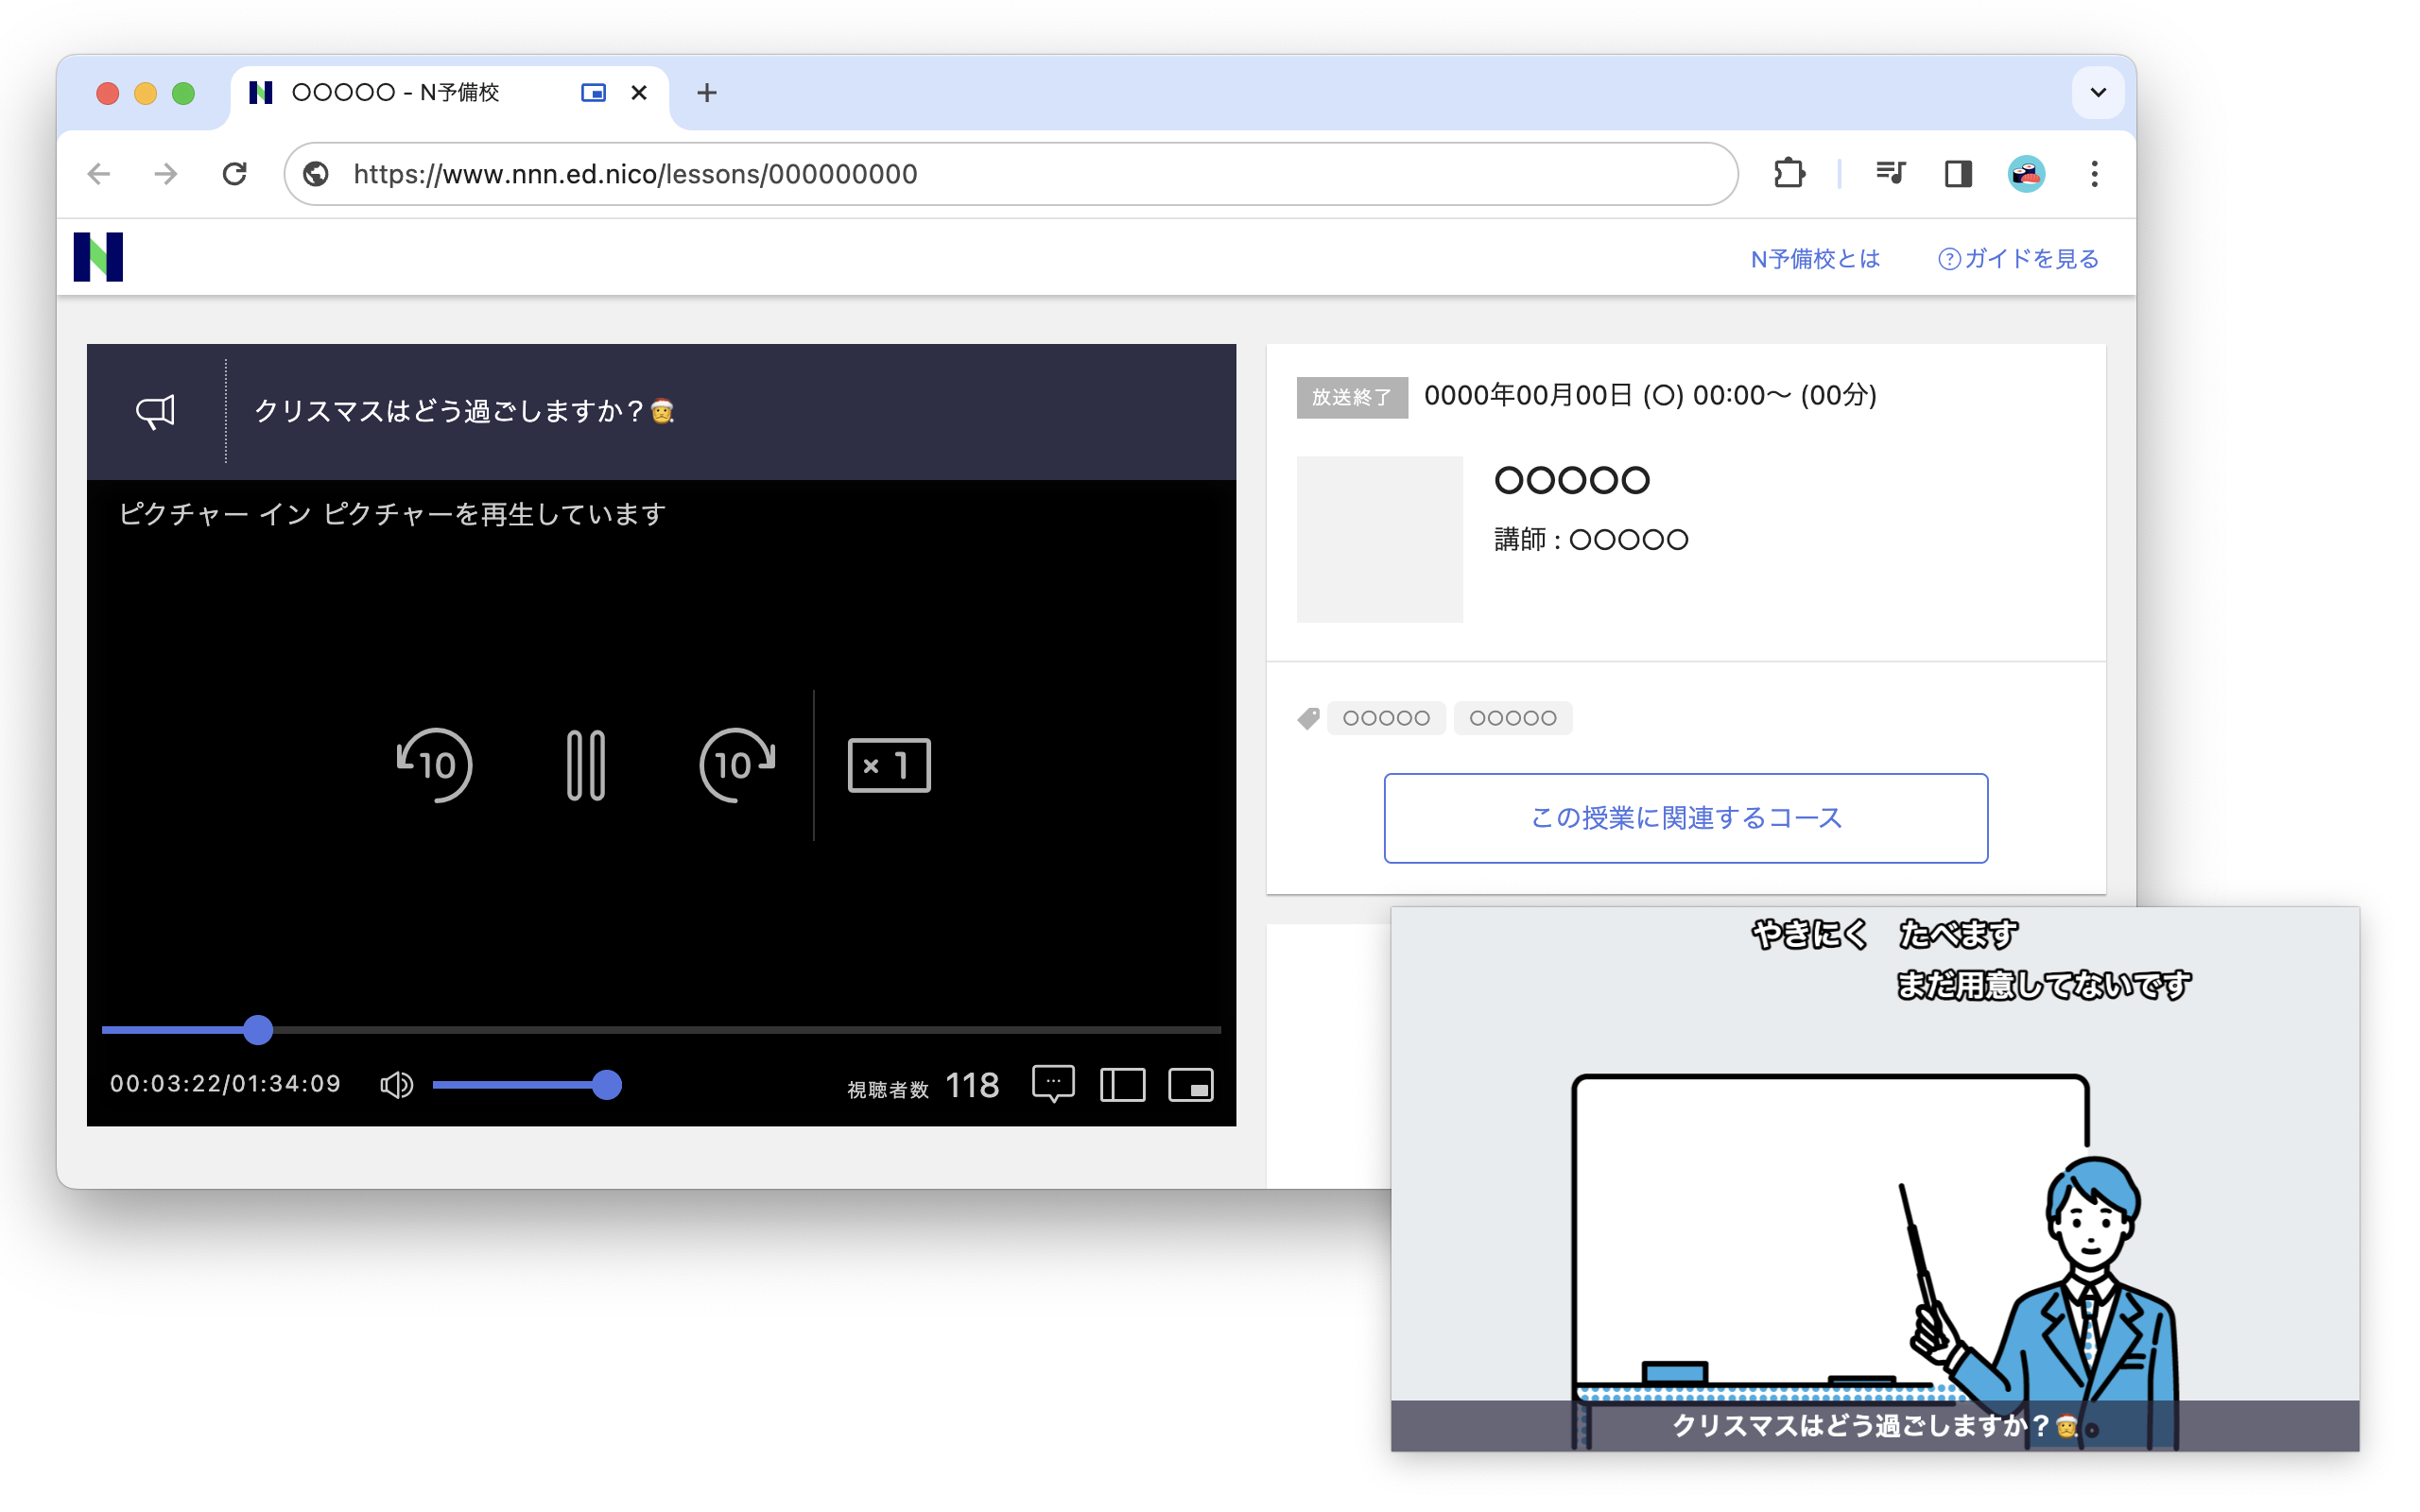 〇〇〇〇〇 - N予備校
https://www.nnn.ed.nico/lessons/000000000
N予備校とは ?ガイドを見る
クリスマスはどう過ごしますか？🎅
ピクチャー イン ピクチャーを再生しています
10 10 × 1
00:03:22/01:34:09 視聴者数 118
放送終了 0000年00月00日 (〇) 00:00〜 (00分)
〇〇〇〇〇
講師 : 〇〇〇〇〇
〇〇〇〇〇 〇〇〇〇〇
この授業に関連するコース
やきにく　たべます
まだ用意してないです
クリスマスはどう過ごしますか？🎅